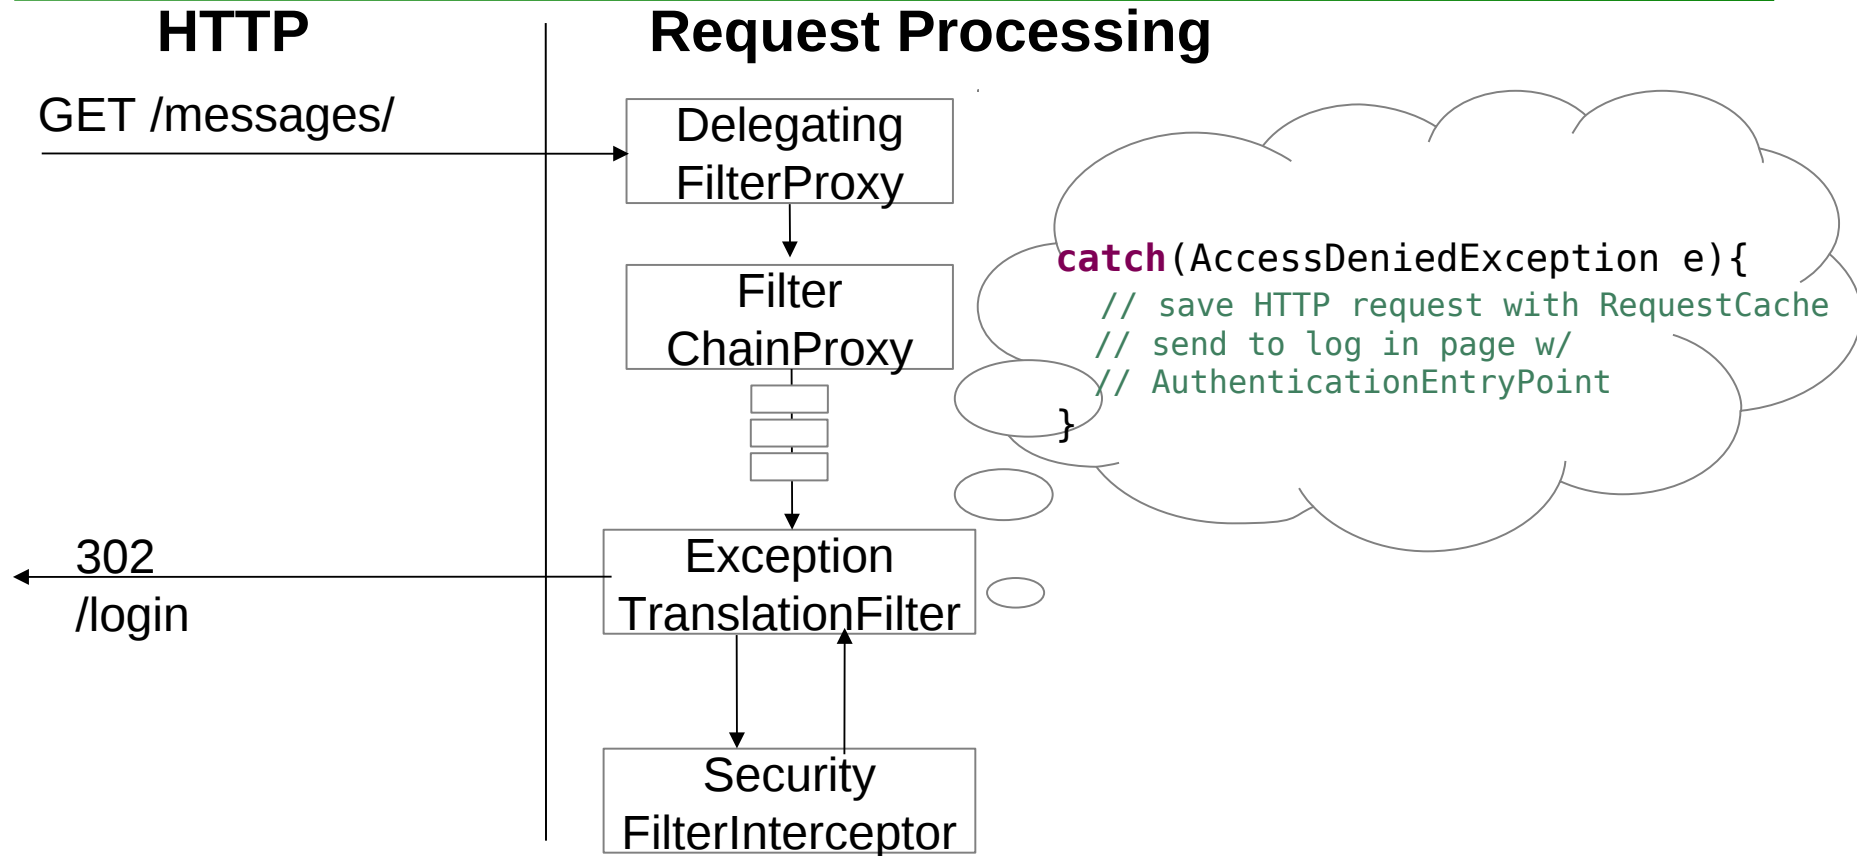 HTTP
Request Processing
GET /messages/
Delegating
FilterProxy
Filter
ChainProxy
catch(AccessDeniedException e){
// save HTTP request with RequestCache
// send to log in page w/
// AuthenticationEntryPoint
}
302
/login
Exception
TranslationFilter
Security
FilterInterceptor